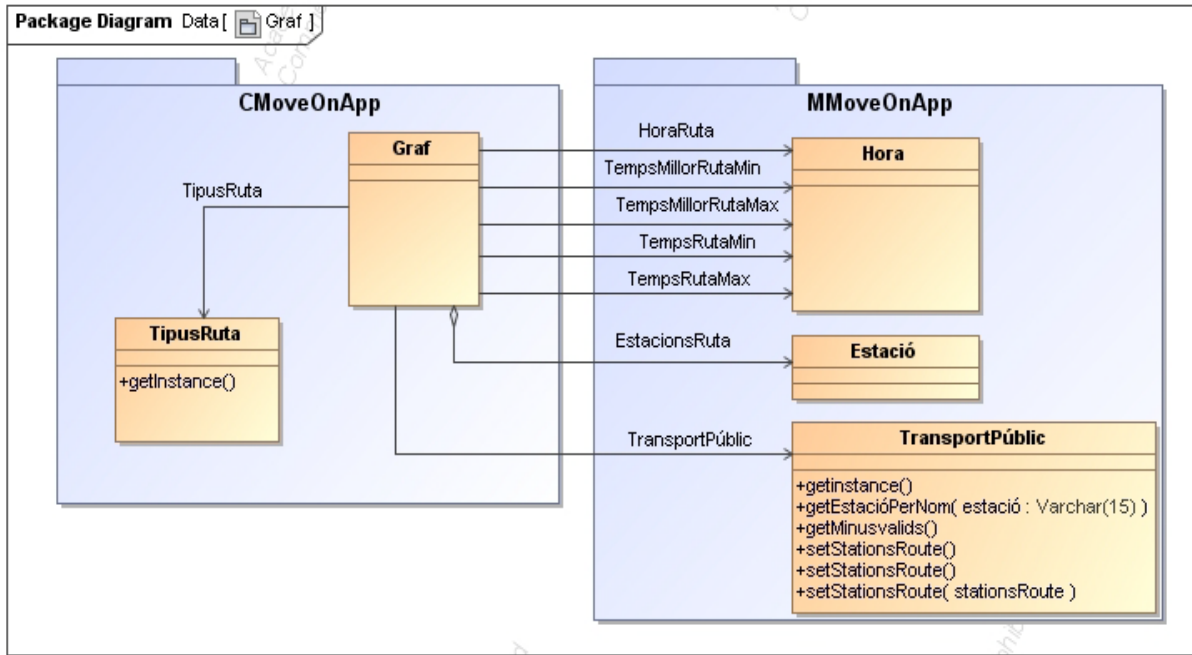 Package Diagram Data [ Graf ]
CMoveOnApp
Graf
TipusRuta
TipusRuta
+getInstance()
MMoveOnApp
HoraRuta
TempsMillorRutaMin
TempsMillorRutaMax
TempsRutaMin
TempsRutaMax
Hora
EstacionsRuta
Estació
TransportPúblic
TransportPúblic
+getinstance()
+getEstacióPerNom( estació : Varchar(15) )
+getMinusvalids()
+setStationsRoute()
+setStationsRoute()
+setStationsRoute( stationsRoute )